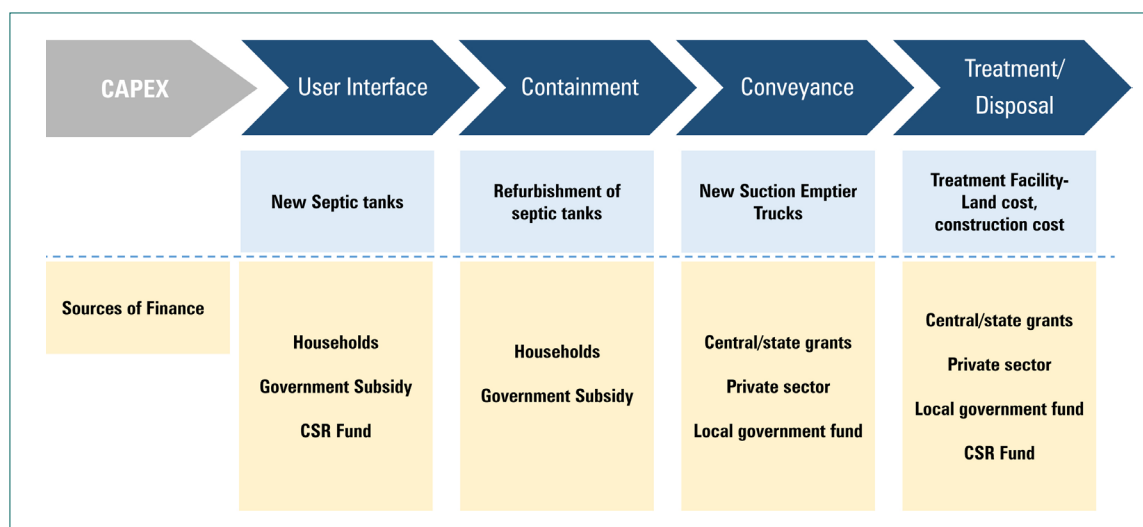 CAPEX
User Interface
Containment
Conveyance
Treatment/
Disposal
New Septic tanks
Refurbishment of
septic tanks
New Suction Emptier
Trucks
Treatment Facility-
Land cost,
construction cost
Sources of Finance
Households
Government Subsidy
CSR Fund
Households
Government Subsidy
Central/state grants
Private sector
Local government fund
Central/state grants
Private sector
Local government fund
CSR Fund